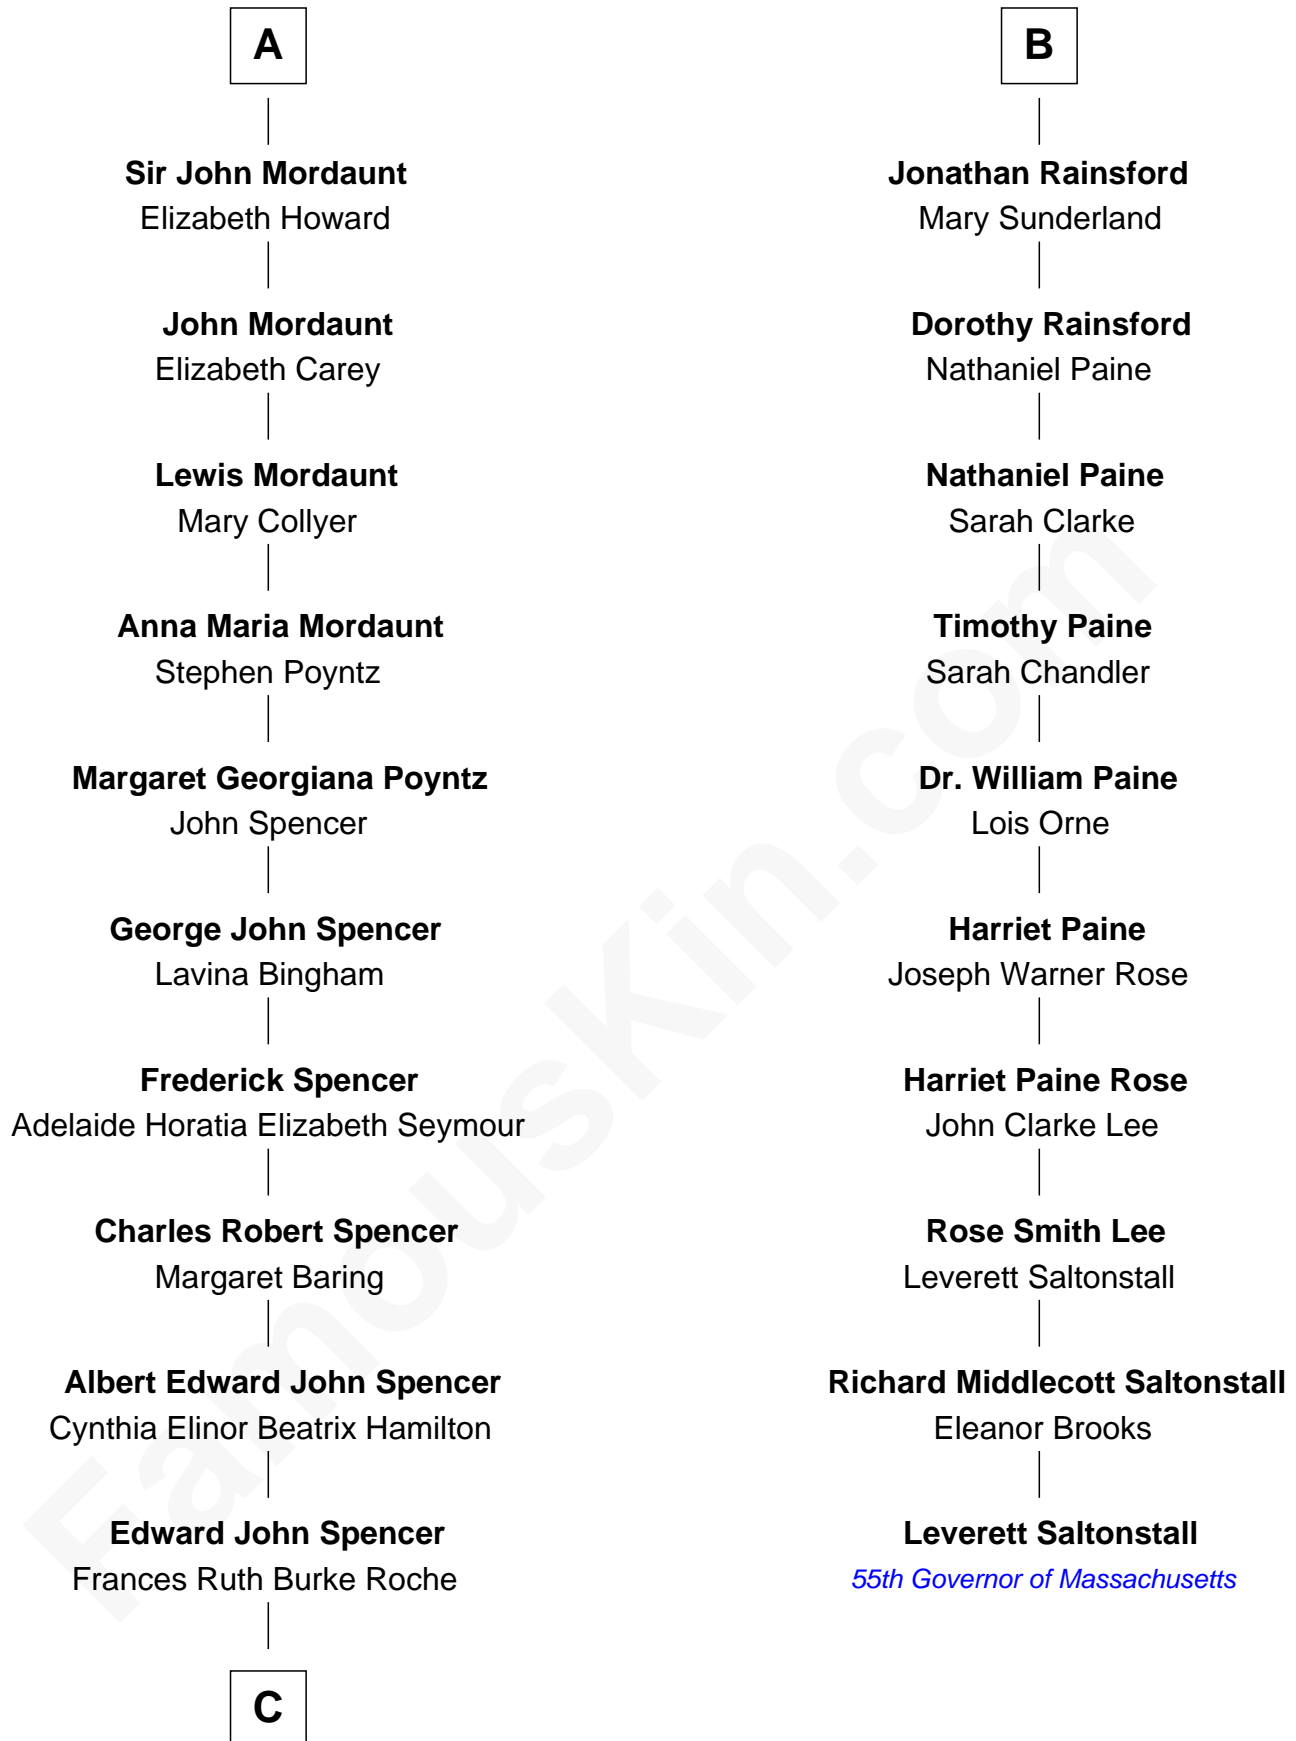 A
Sir John Mordaunt
Elizabeth Howard
John Mordaunt
Elizabeth Carey
Lewis Mordaunt
Mary Collyer
Anna Maria Mordaunt
Stephen Poyntz
Margaret Georgiana Poyntz
John Spencer
George John Spencer
Lavina Bingham
Frederick Spencer
Adelaide Horatia Elizabeth Seymour
Charles Robert Spencer
Margaret Baring
Albert Edward John Spencer
Cynthia Elinor Beatrix Hamilton
Edward John Spencer
Frances Ruth Burke Roche
C
B
Jonathan Rainsford
Mary Sunderland
Dorothy Rainsford
Nathaniel Paine
Nathaniel Paine
Sarah Clarke
Timothy Paine
Sarah Chandler
Dr. William Paine
Lois Orne
Harriet Paine
Joseph Warner Rose
Harriet Paine Rose
John Clarke Lee
Rose Smith Lee
Leverett Saltonstall
Richard Middlecott Saltonstall
Eleanor Brooks
Leverett Saltonstall
55th Governor of Massachusetts
FamousKin.com